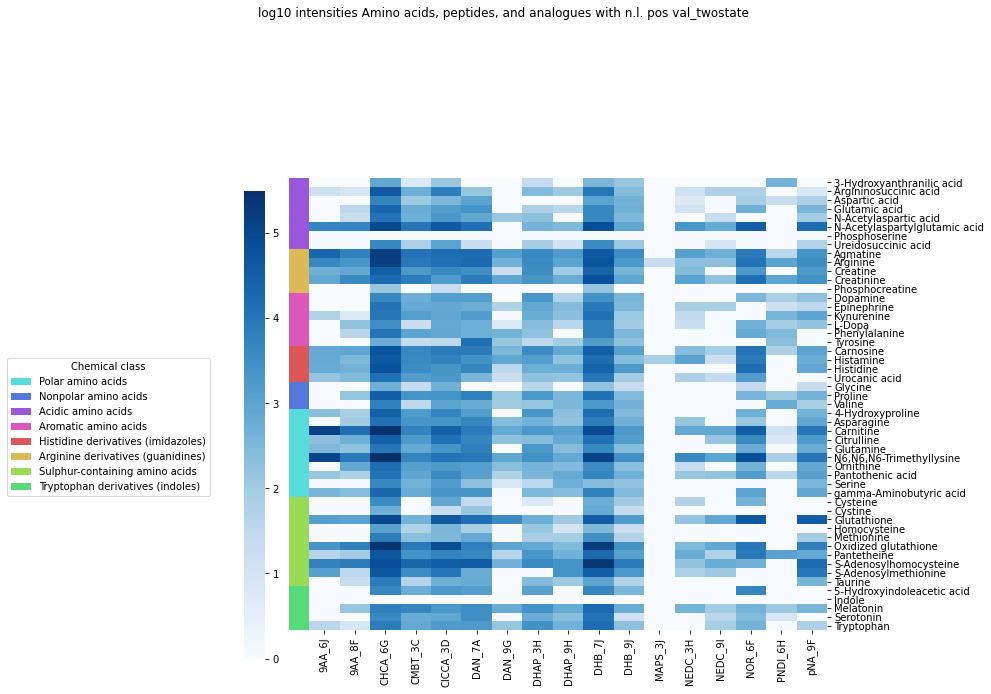 log10 intensities Amino acids, peptides, and analogues with n.l. pos val_twostate
3-Hydroxyanthranilic acid
Argininosuccinic acid
Aspartic acid
Glutamic acid
N-Acetylaspartic acid
N-Acetylaspartylglutamic acid
Phosphoserine
Ureidosuccinic acid
Agmatine
Arginine
Creatine
Creatinine
Phosphocreatine
Dopamine
Epinephrine
Kynurenine
L-Dopa
Phenylalanine
Tyrosine
Carnosine
Histamine
Histidine
Urocanic acid
Glycine
Proline
Valine
4-Hydroxyproline
Asparagine
Carnitine
Citrulline
Glutamine
N6,N6,N6-Trimethyllysine
Ornithine
Pantothenic acid
Serine
gamma-Aminobutyric acid
Cysteine
Cystine
Glutathione
Homocysteine
Methionine
Oxidized glutathione
Pantetheine
S-Adenosylhomocysteine
S-Adenosylmethionine
Taurine
5-Hydroxyindoleacetic acid
Indole
Melatonin
Serotonin
Tryptophan
5
4
3
2
1
0
Chemical class
Polar amino acids
Nonpolar amino acids
Acidic amino acids
Aromatic amino acids
Histidine derivatives (imidazoles)
Arginine derivatives (guanidines)
Sulphur-containing amino acids
Tryptophan derivatives (indoles)
9AA_6J
9AA_8F
CHCA_6G
CMBT_3C
ClCCA_3D
DAN_7A
DAN_9G
DHAP_3H
DHAP_9H
DHB_7J
DHB_9J
MAPS_3J
NEDC_3H
NEDC_9I
NOR_6F
PNDI_6H
pNA_9F